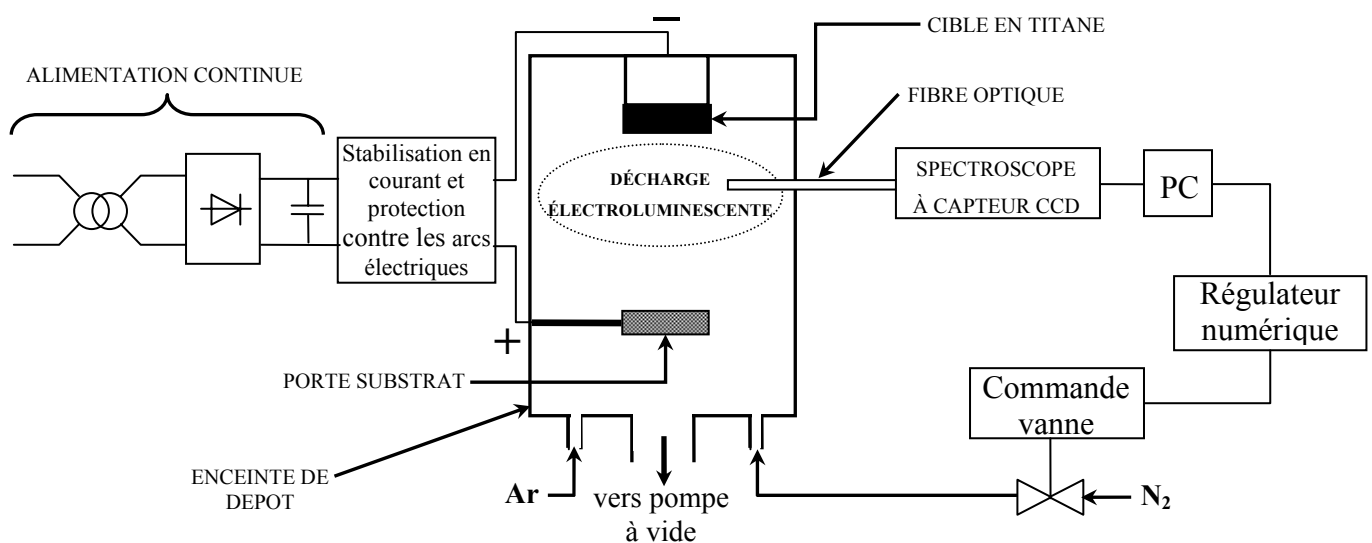 CIBLE EN TITANE
ALIMENTATION CONTINUE
FIBRE OPTIQUE
Stabilisation en
courant et
protection
contre les arcs
électriques
DÉCHARGE
ÉLECTROLUMINESCENTE
SPECTROSCOPE
À CAPTEUR CCD
PC
Régulateur
numérique
PORTE SUBSTRAT
Commande
vanne
ENCEINTE DE
DEPOT
Ar
vers pompe
à vide
N₂